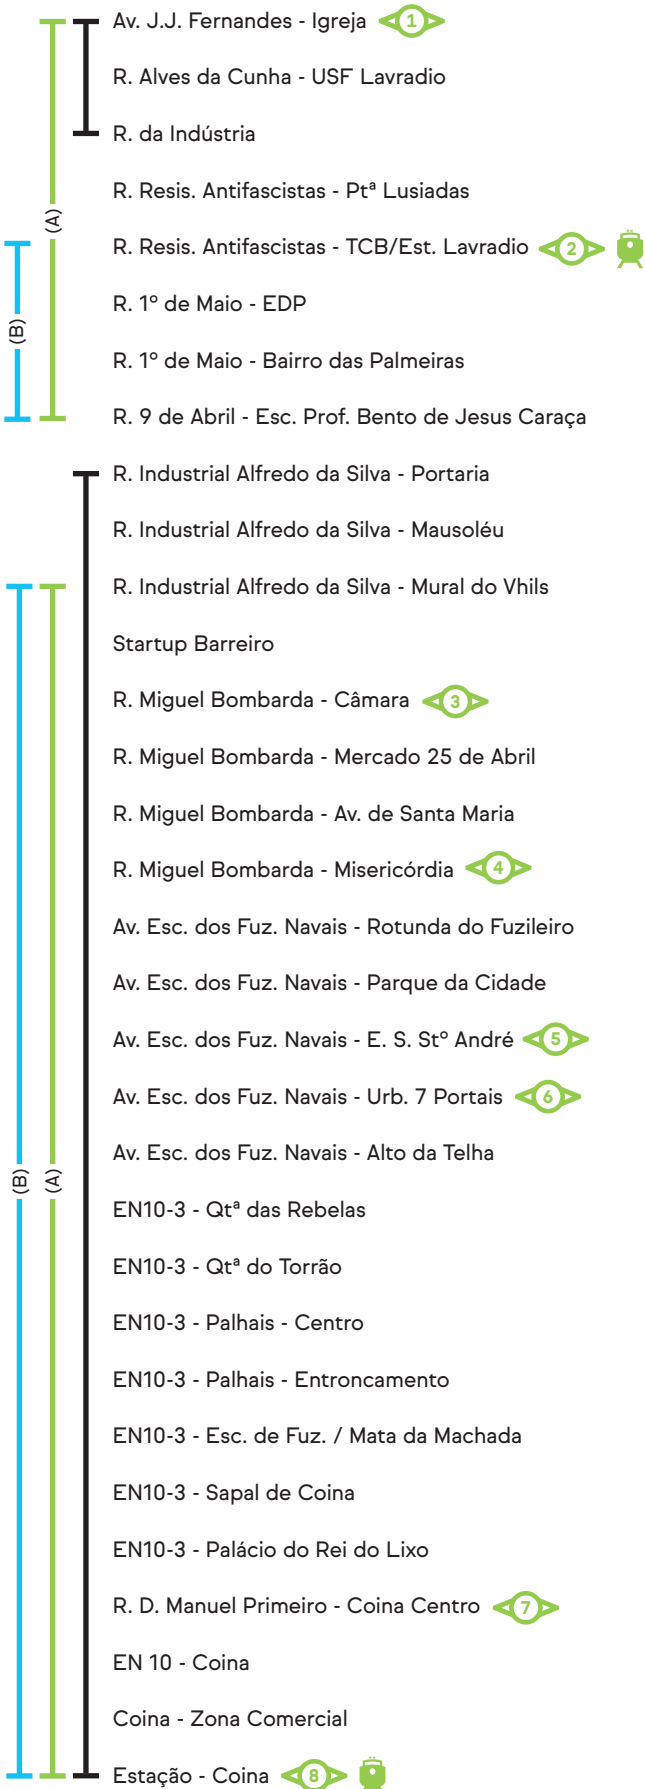 Av. J.J. Fernandes - Igreja 1
R. Alves da Cunha - USF Lavradio
R. da Indústria
R. Resis. Antifascistas - Ptª Lusiadas
(A)
R. Resis. Antifascistas - TCB/Est. Lavradio 2
R. 1º de Maio - EDP
(B)
R. 1º de Maio - Bairro das Palmeiras
R. 9 de Abril - Esc. Prof. Bento de Jesus Caraça
R. Industrial Alfredo da Silva - Portaria
R. Industrial Alfredo da Silva - Mausoléu
R. Industrial Alfredo da Silva - Mural do Vhils
Startup Barreiro
R. Miguel Bombarda - Câmara 3
R. Miguel Bombarda - Mercado 25 de Abril
R. Miguel Bombarda - Av. de Santa Maria
R. Miguel Bombarda - Misericórdia 4
Av. Esc. dos Fuz. Navais - Rotunda do Fuzileiro
Av. Esc. dos Fuz. Navais - Parque da Cidade
Av. Esc. dos Fuz. Navais - E. S. Stº André 5
Av. Esc. dos Fuz. Navais - Urb. 7 Portais 6
Av. Esc. dos Fuz. Navais - Alto da Telha
(B) (A)
EN10-3 - Qtª das Rebelas
EN10-3 - Qtª do Torrão
EN10-3 - Palhais - Centro
EN10-3 - Palhais - Entroncamento
EN10-3 - Esc. de Fuz. / Mata da Machada
EN10-3 - Sapal de Coina
EN10-3 - Palácio do Rei do Lixo
R. D. Manuel Primeiro - Coina Centro 7
EN 10 - Coina
Coina - Zona Comercial
Estação - Coina 8